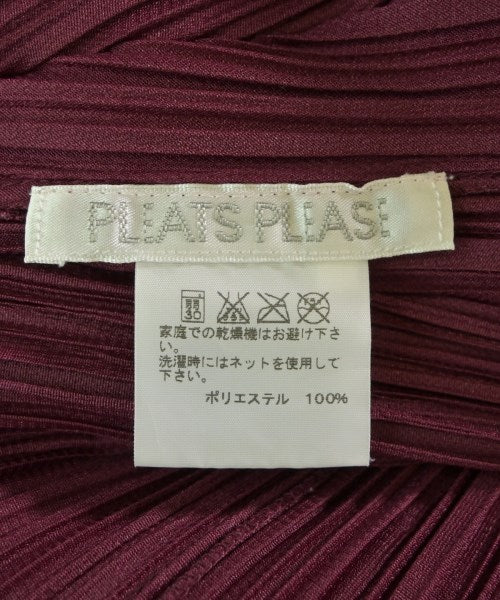 PLEATS PLEASE
30
家庭での乾燥機はお避け下さ
い。
洗濯時にはネットを使用して
下さい。
ポリエステル 100%